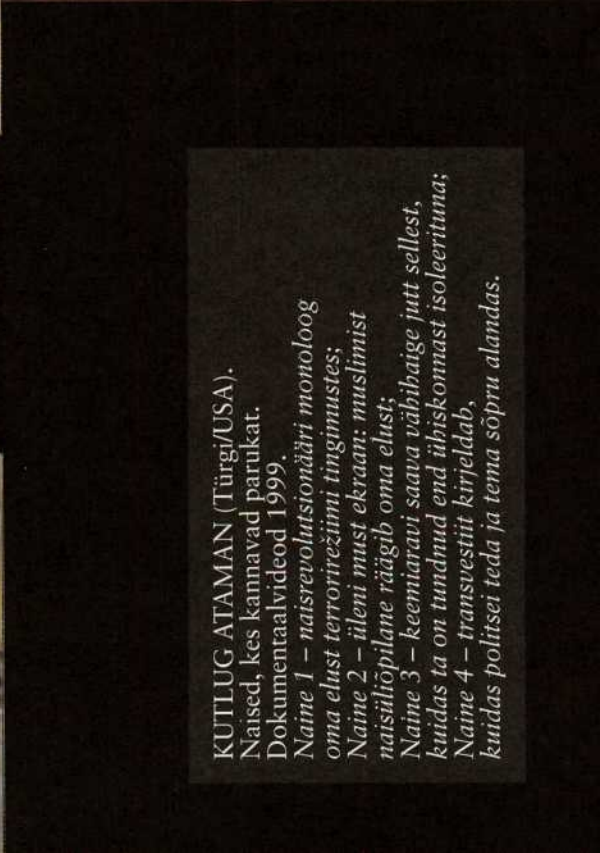 KUTLUG ATAMAN (Türgi/USA).
Naised, kes kannavad parukat.
Dokumentaalvideod 1999.
Naine 1 – naisrevolutsionääri monoloog
oma elust terrorirežiimi tingimustes;
Naine 2 – üleni must ekraan: muslimist
naisüliõpilane räägib oma elust;
Naine 3 – keemiaravi saava vähihaige jutt sellest,
kuidas ta on tundnud end ühiskonnast isoleerituna;
Naine 4 – transvestiit kirjeldab,
kuidas politsei teda ja tema sõpru alandas.